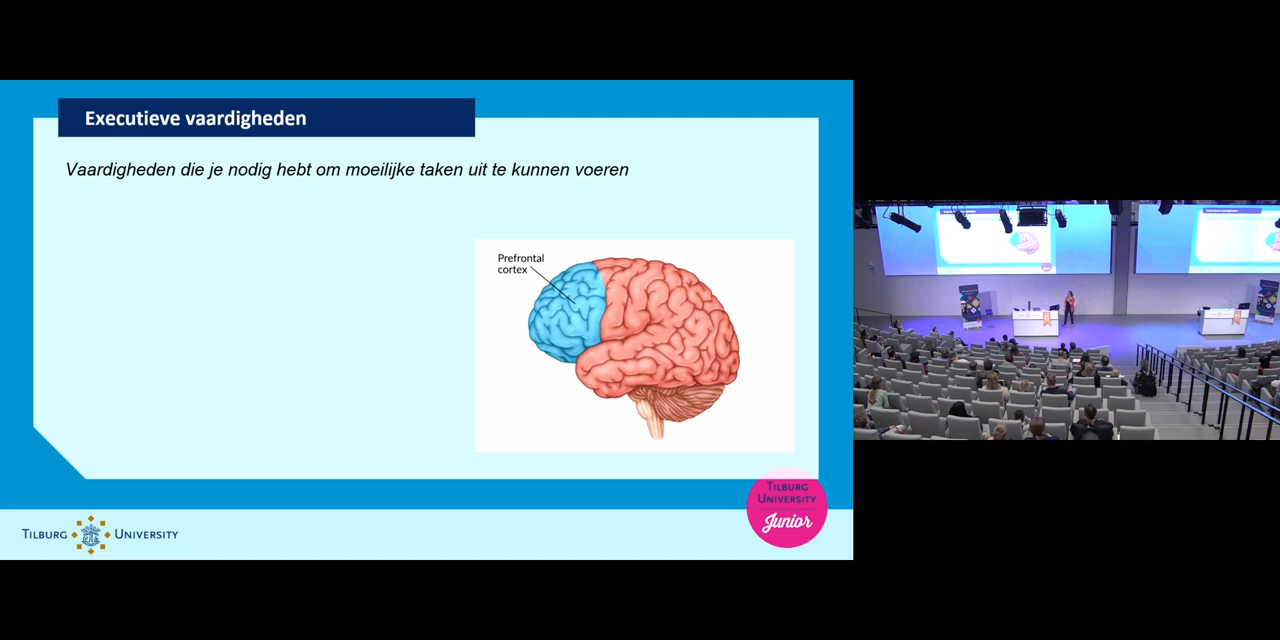 Executieve vaardigheden
Vaardigheden die je nodig hebt om moeilijke taken uit te kunnen voeren
Prefrontal
cortex
TILBURG
UNIVERSITY
Junior
TILBURG UNIVERSITY